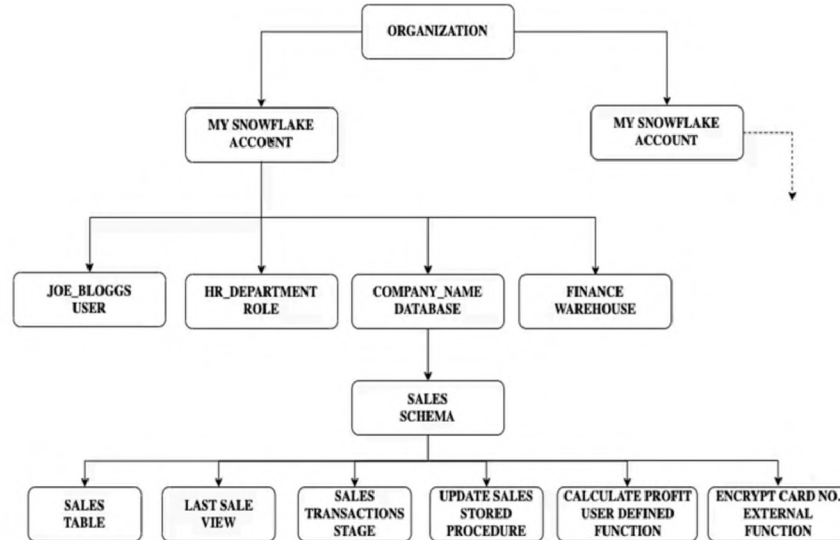 ORGANIZATION
MY SNOWFLAKE
ACCOUNT
MY SNOWFLAKE
ACCOUNT
JOE_BLOGGS
USER
HR_DEPARTMENT
ROLE
COMPANY_NAME
DATABASE
FINANCE
WAREHOUSE
SALES
SCHEMA
SALES
TABLE
LAST SALE
VIEW
SALES
TRANSACTIONS
STAGE
UPDATE SALES
STORED
PROCEDURE
CALCULATE PROFIT
USER DEFINED
FUNCTION
ENCRYPT CARD NO.
EXTERNAL
FUNCTION